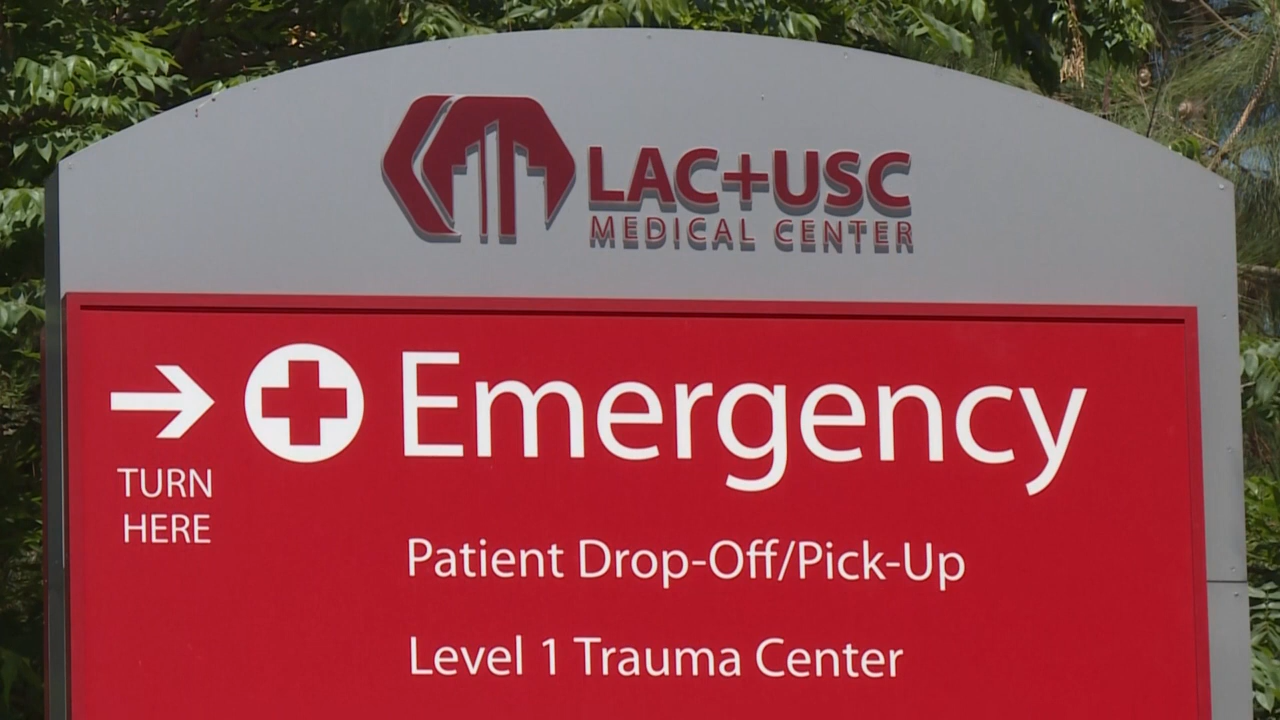 LAC+USC
MEDICAL CENTER
Emergency
TURN
HERE
Patient Drop-Off/Pick-Up
Level 1 Trauma Center